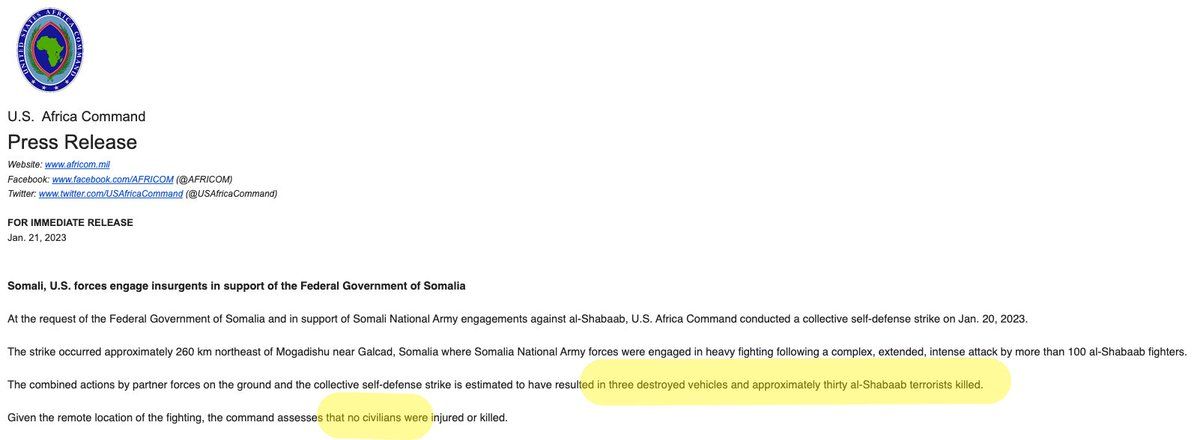 UNITED STATES AFRICA COMMAND
U.S. Africa Command
Press Release
Website: www.africom.mil
Facebook: www.facebook.com/AFRICOM (@AFRICOM)
Twitter: www.twitter.com/USAfricaCommand (@USAfricaCommand)
FOR IMMEDIATE RELEASE
Jan. 21, 2023
Somali, U.S. forces engage insurgents in support of the Federal Government of Somalia
At the request of the Federal Government of Somalia and in support of Somali National Army engagements against al-Shabaab, U.S. Africa Command conducted a collective self-defense strike on Jan. 20, 2023.
The strike occurred approximately 260 km northeast of Mogadishu near Galcad, Somalia where Somalia National Army forces were engaged in heavy fighting following a complex, extended, intense attack by more than 100 al-Shabaab fighters.
The combined actions by partner forces on the ground and the collective self-defense strike is estimated to have resulted in three destroyed vehicles and approximately thirty al-Shabaab terrorists killed.
Given the remote location of the fighting, the command assesses that no civilians were injured or killed.